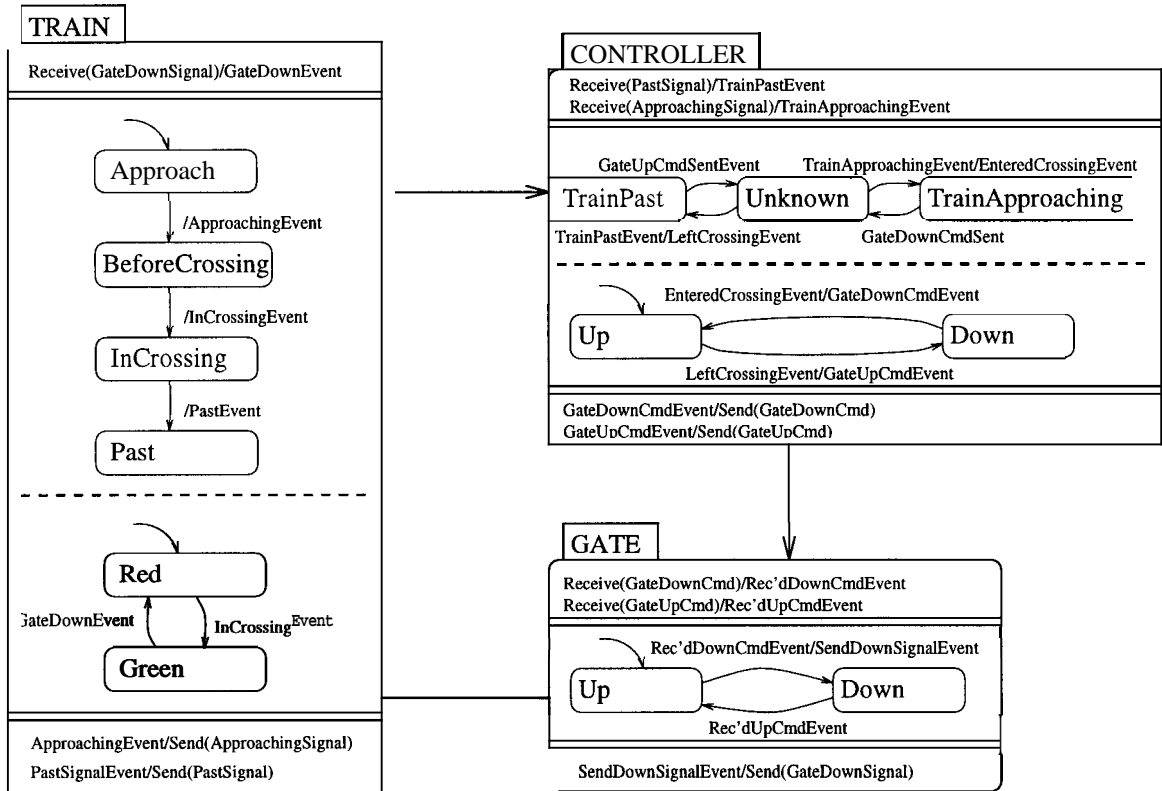 TRAIN
Receive(GateDownSignal)/GateDownEvent
Approach
/ApproachingEvent
BeforeCrossing
/InCrossingEvent
InCrossing
/PastEvent
Past
Red
GateDownEvent
InCrossingEvent
Green
ApproachingEvent/Send(ApproachingSignal)
PastSignalEvent/Send(PastSignal)
CONTROLLER
Receive(PastSignal)/TrainPastEvent
Receive(ApproachingSignal)/TrainApproachingEvent
GateUpCmdSentEvent
TrainApproachingEvent/EnteredCrossingEvent
TrainPast
Unknown
TrainApproaching
TrainPastEvent/LeftCrossingEvent
GateDownCmdSent
EnteredCrossingEvent/GateDownCmdEvent
Up
Down
LeftCrossingEvent/GateUpCmdEvent
GateDownCmdEvent/Send(GateDownCmd)
GateUpCmdEvent/Send(GateUpCmd)
GATE
Receive(GateDownCmd)/Rec'dDownCmdEvent
Receive(GateUpCmd)/Rec'dUpCmdEvent
Rec'dDownCmdEvent/SendDownSignalEvent
Up
Down
Rec'dUpCmdEvent
SendDownSignalEvent/Send(GateDownSignal)